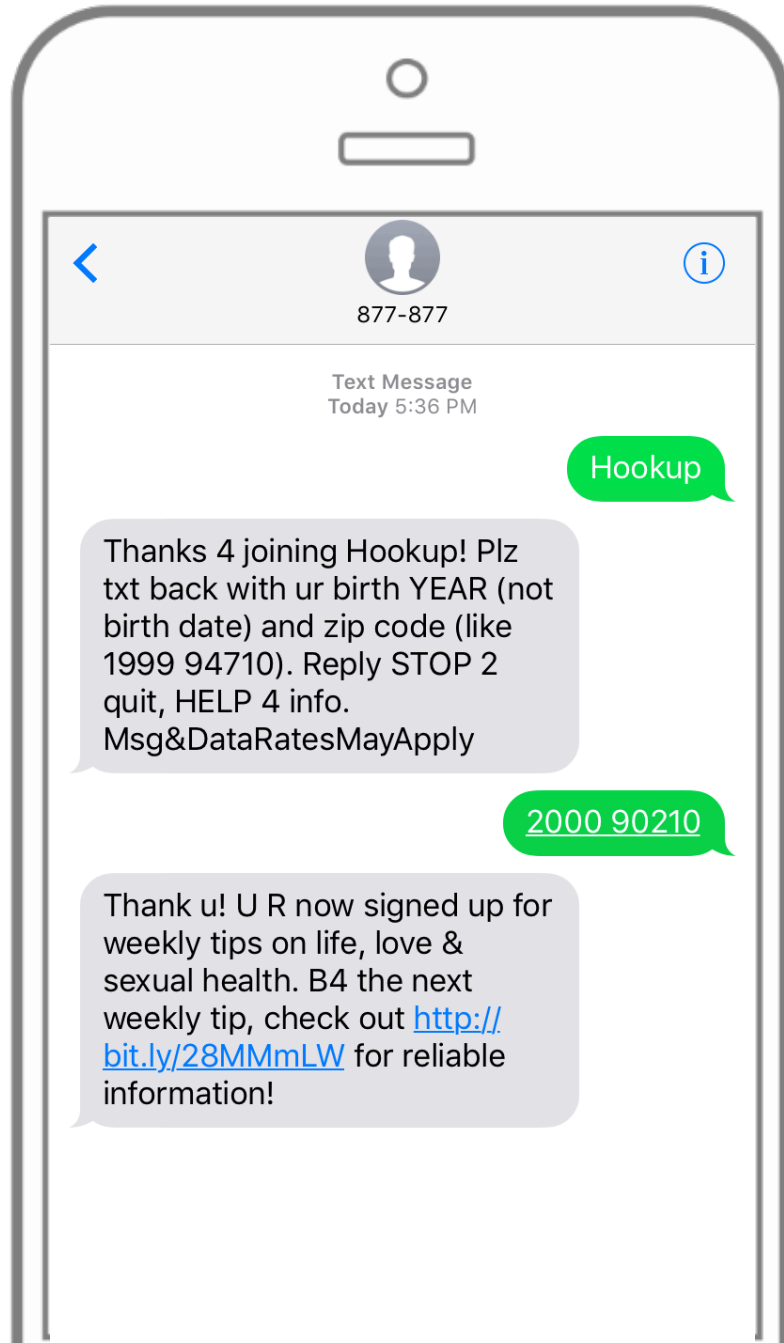 877-877
Text Message
Today 5:36 PM
Hookup
Thanks 4 joining Hookup! Plz
txt back with ur birth YEAR (not
birth date) and zip code (like
1999 94710). Reply STOP 2
quit, HELP 4 info.
Msg&DataRatesMayApply
2000 90210
Thank u! U R now signed up for
weekly tips on life, love &
sexual health. B4 the next
weekly tip, check out http://
bit.ly/28MMmLW for reliable
information!